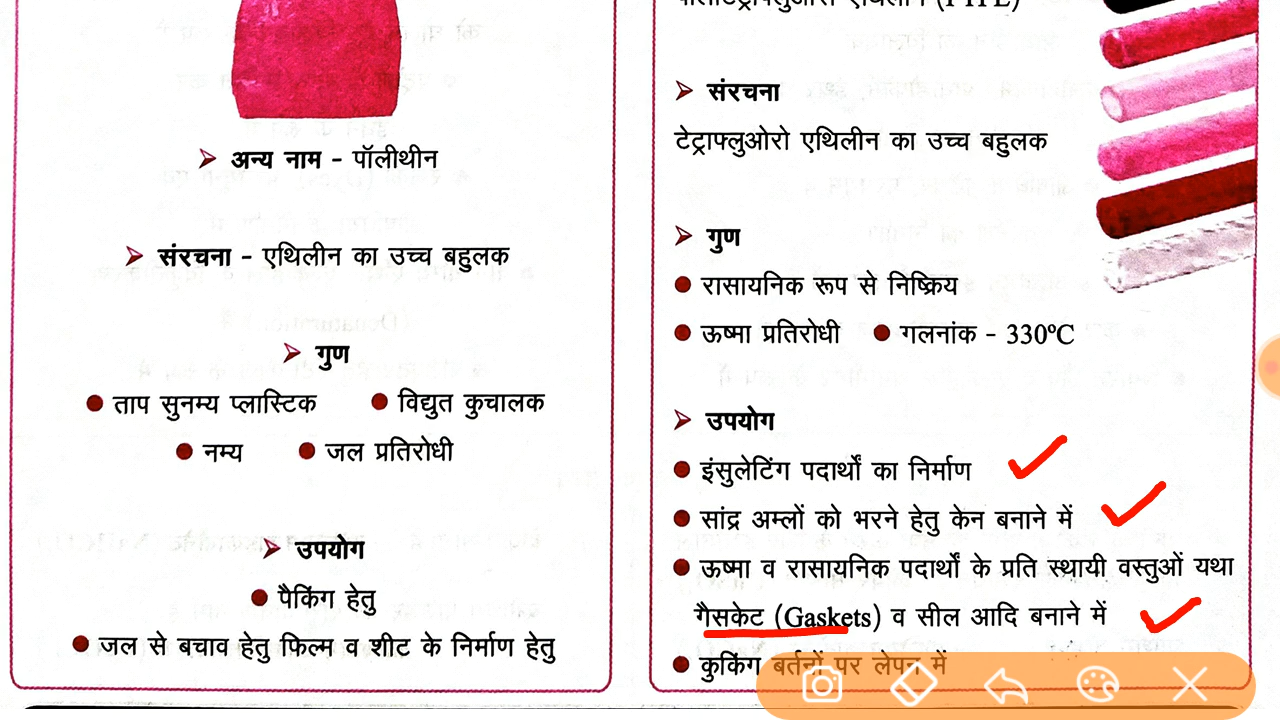 ➢ अन्य नाम - पॉलीथीन
➢ संरचना - एथिलीन का उच्च बहुलक
➢ गुण
● ताप सुनम्य प्लास्टिक ● विद्युत कुचालक
● नम्य ● जल प्रतिरोधी
➢ उपयोग
● पैकिंग हेतु
● जल से बचाव हेतु फिल्म व शीट के निर्माण हेतु
(PTFE)
➢ संरचना
टेट्राफ्लुओरो एथिलीन का उच्च बहुलक
➢ गुण
● रासायनिक रूप से निष्क्रिय
● ऊष्मा प्रतिरोधी ● गलनांक - 330°C
➢ उपयोग
● इंसुलेटिंग पदार्थों का निर्माण
● सांद्र अम्लों को भरने हेतु केन बनाने में
● ऊष्मा व रासायनिक पदार्थों के प्रति स्थायी वस्तुओं यथा
गैसकेट (Gaskets) व सील आदि बनाने में
● कुकिंग बर्तनों पर लेपन में